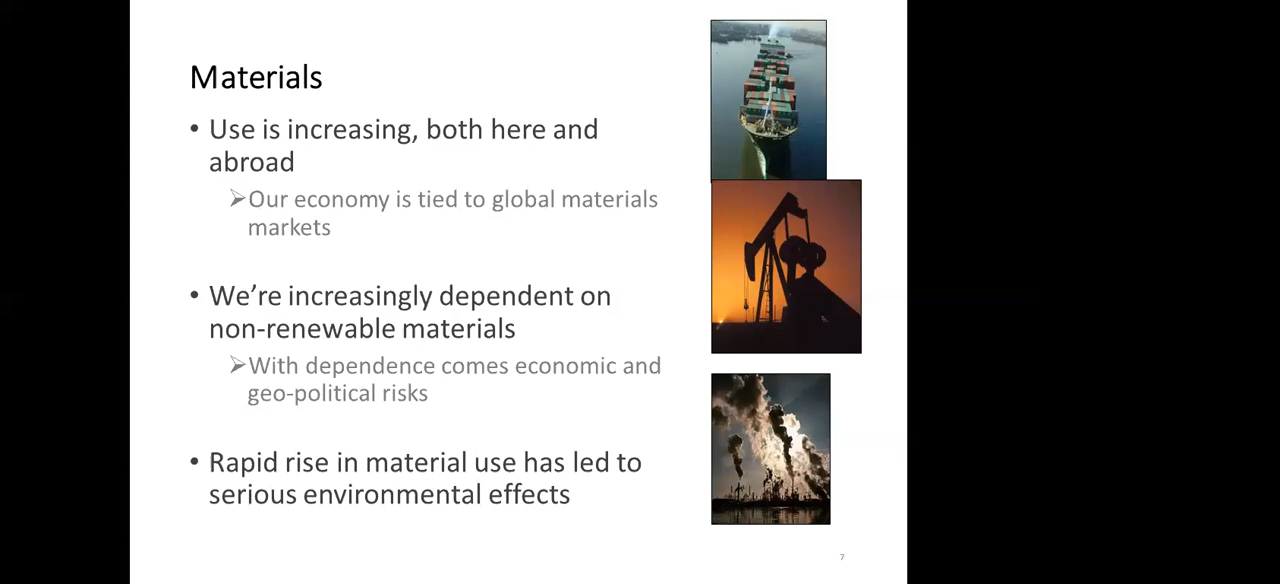 Materials
• Use is increasing, both here and
abroad
➢Our economy is tied to global materials
markets
• We’re increasingly dependent on
non-renewable materials
➢With dependence comes economic and
geo-political risks
• Rapid rise in material use has led to
serious environmental effects
7